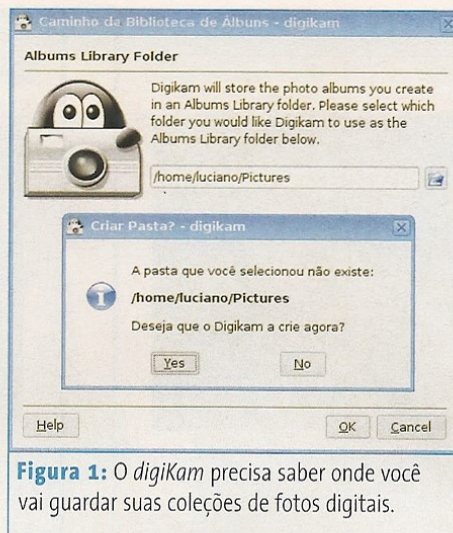 Caminho da Biblioteca de Álbuns - digikam
Albums Library Folder
Digikam will store the photo albums you create
in an Albums Library folder. Please select which
folder you would like Digikam to use as the
Albums Library folder below.
/home/luciano/Pictures
Criar Pasta? - digikam
A pasta que você selecionou não existe:
/home/luciano/Pictures
Deseja que o Digikam a crie agora?
Yes No
Help OK Cancel
Figura 1: O digiKam precisa saber onde você
vai guardar suas coleções de fotos digitais.